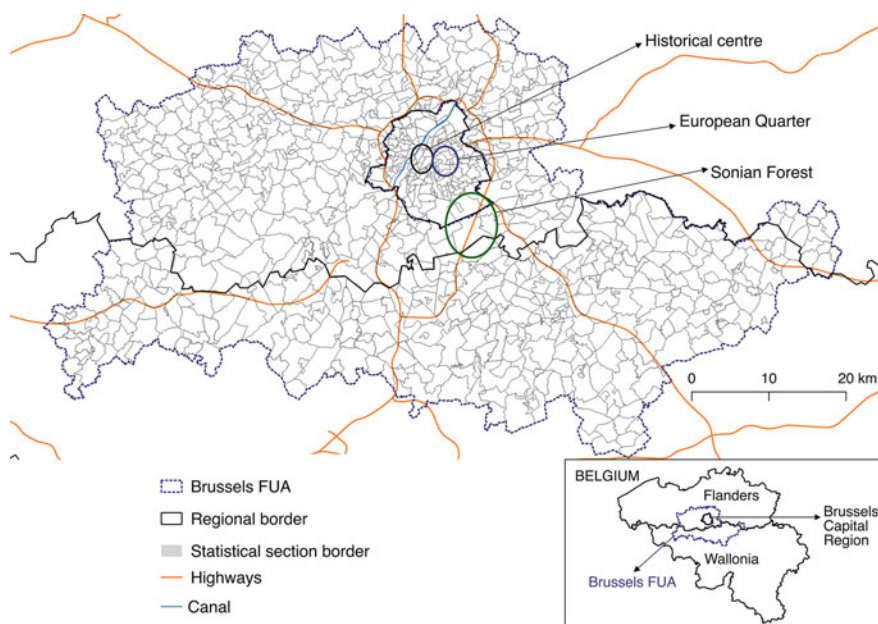 Historical centre
European Quarter
Sonian Forest
0 10 20 km
Brussels FUA
Regional border
Statistical section border
Highways
Canal
BELGIUM
Flanders
Brussels
Capital
Region
Wallonia
Brussels FUA